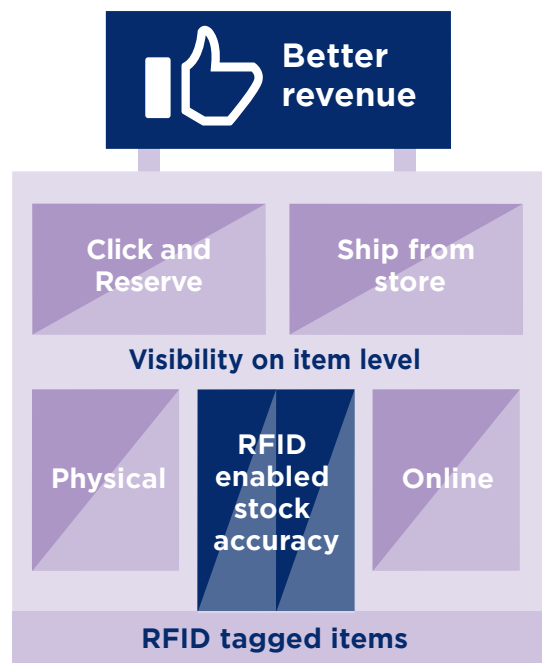 Better
revenue
Click and
Reserve
Ship from
store
Visibility on item level
Physical
RFID
enabled
stock
accuracy
Online
RFID tagged items